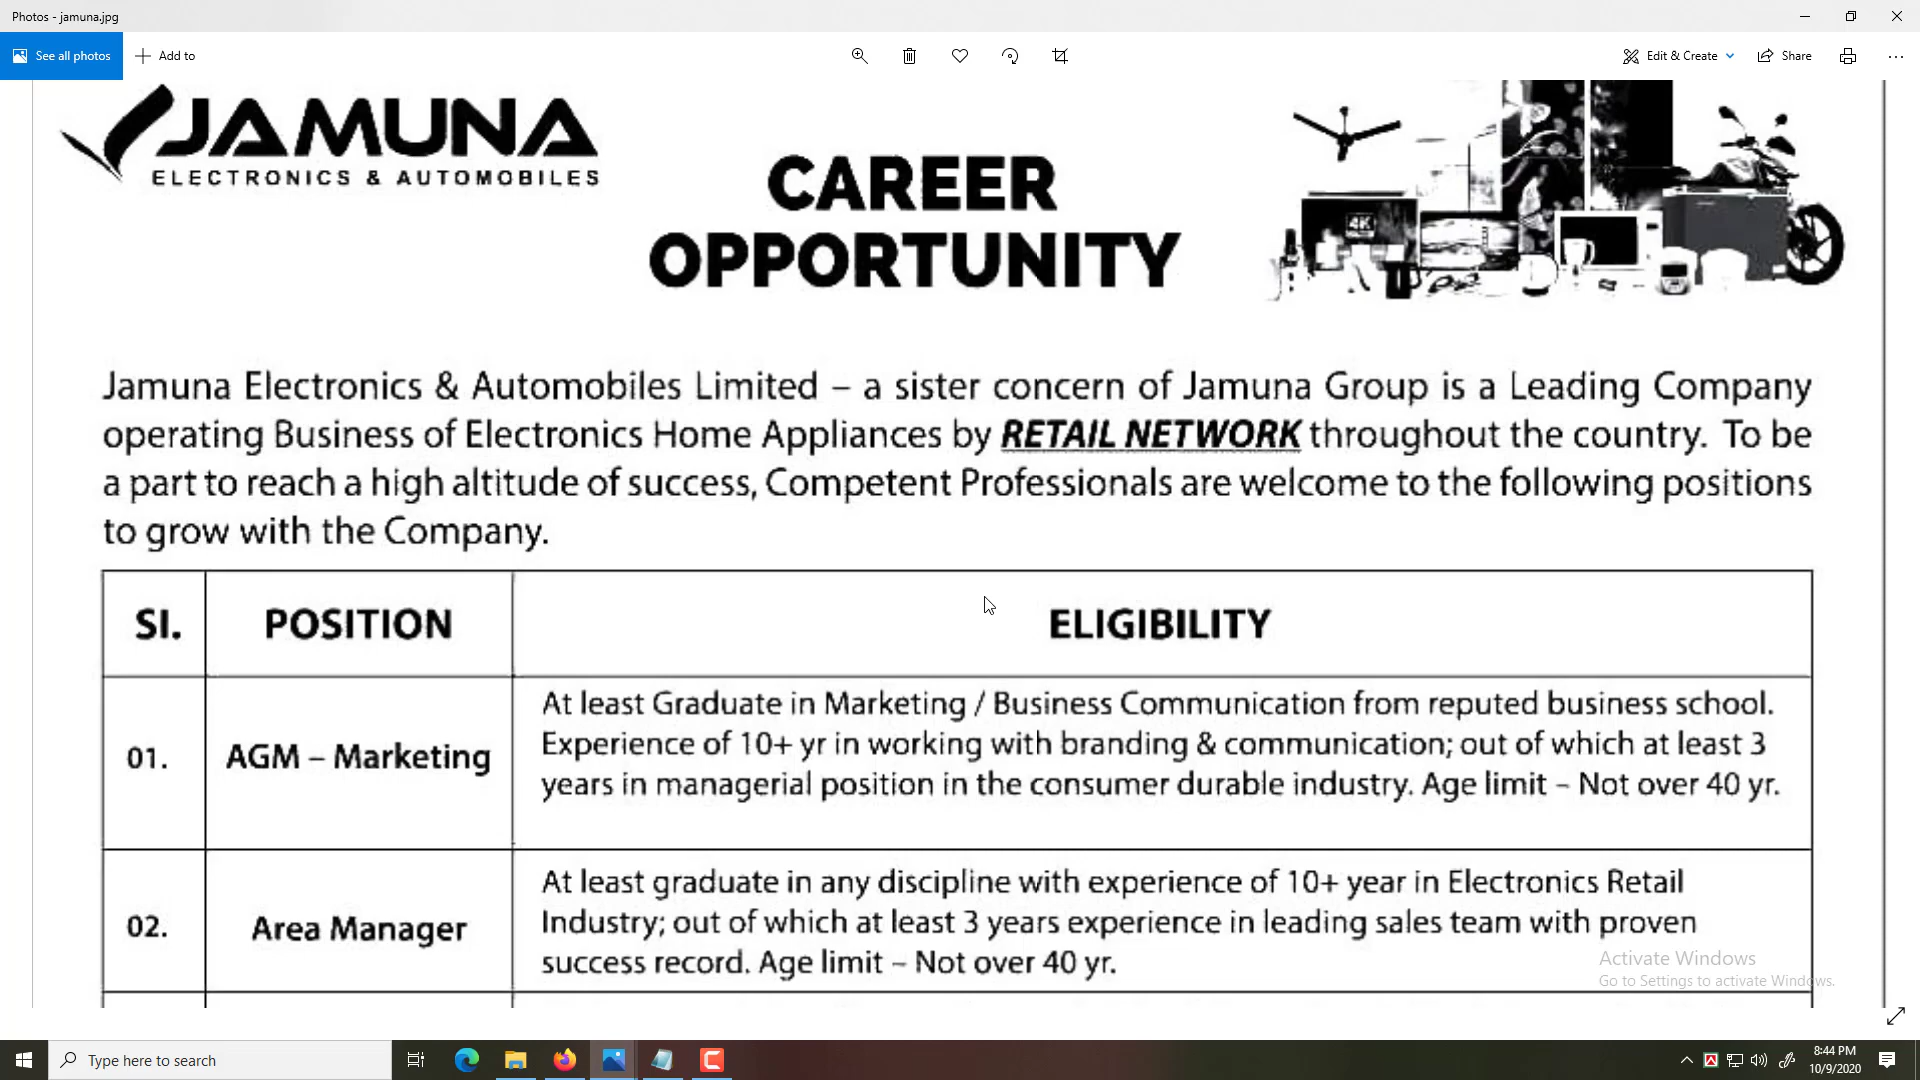 Photos - jamuna.jpg
See all photos
Add to
Edit & Create
Share
JAMUNA
ELECTRONICS & AUTOMOBILES
CAREER
OPPORTUNITY
4K
Jamuna Electronics & Automobiles Limited – a sister concern of Jamuna Group is a Leading Company
operating Business of Electronics Home Appliances by RETAIL NETWORK throughout the country. To be
a part to reach a high altitude of success, Competent Professionals are welcome to the following positions
to grow with the Company.
Sl. POSITION ELIGIBILITY
01. AGM – Marketing
At least Graduate in Marketing / Business Communication from reputed business school.
Experience of 10+ yr in working with branding & communication; out of which at least 3
years in managerial position in the consumer durable industry. Age limit – Not over 40 yr.
02. Area Manager
At least graduate in any discipline with experience of 10+ year in Electronics Retail
Industry; out of which at least 3 years experience in leading sales team with proven
success record. Age limit – Not over 40 yr.
Activate Windows
Go to Settings to activate Windows.
Type here to search
8:44 PM
10/9/2020